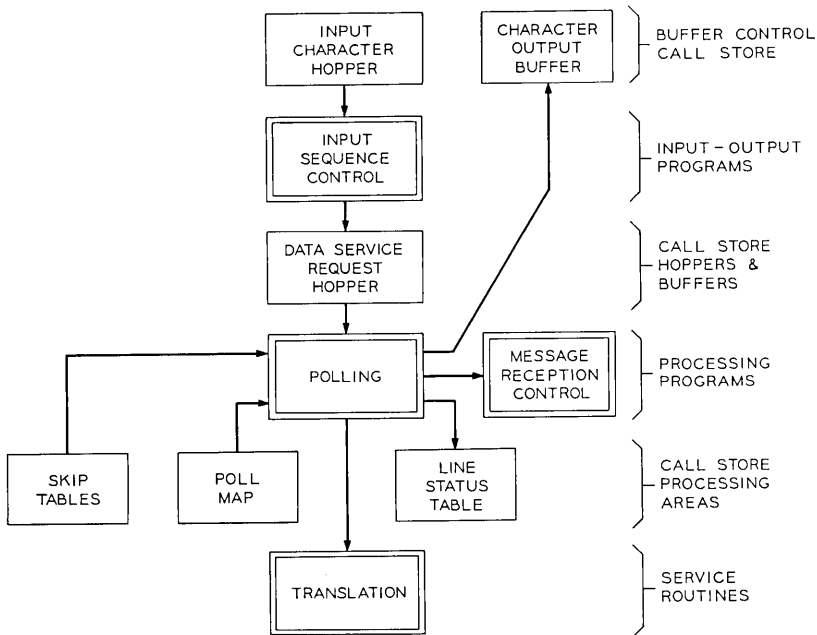 INPUT
CHARACTER
HOPPER
CHARACTER
OUTPUT
BUFFER
BUFFER CONTROL
CALL STORE
INPUT
SEQUENCE
CONTROL
INPUT-OUTPUT
PROGRAMS
DATA SERVICE
REQUEST
HOPPER
CALL STORE
HOPPERS &
BUFFERS
POLLING
MESSAGE
RECEPTION
CONTROL
PROCESSING
PROGRAMS
SKIP
TABLES
POLL
MAP
LINE
STATUS
TABLE
CALL STORE
PROCESSING
AREAS
TRANSLATION
SERVICE
ROUTINES